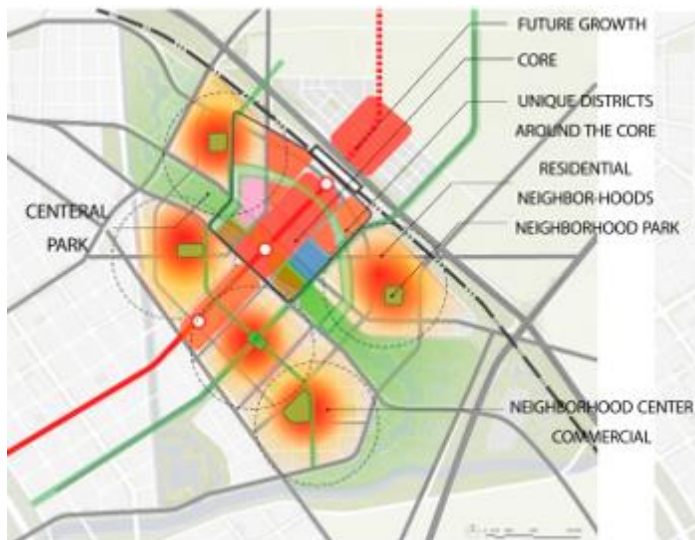 FUTURE GROWTH
CORE
UNIQUE DISTRICTS
AROUND THE CORE
RESIDENTIAL
NEIGHBOR-HOODS
NEIGHBORHOOD PARK
CENTERAL
PARK
NEIGHBORHOOD CENTER
COMMERCIAL